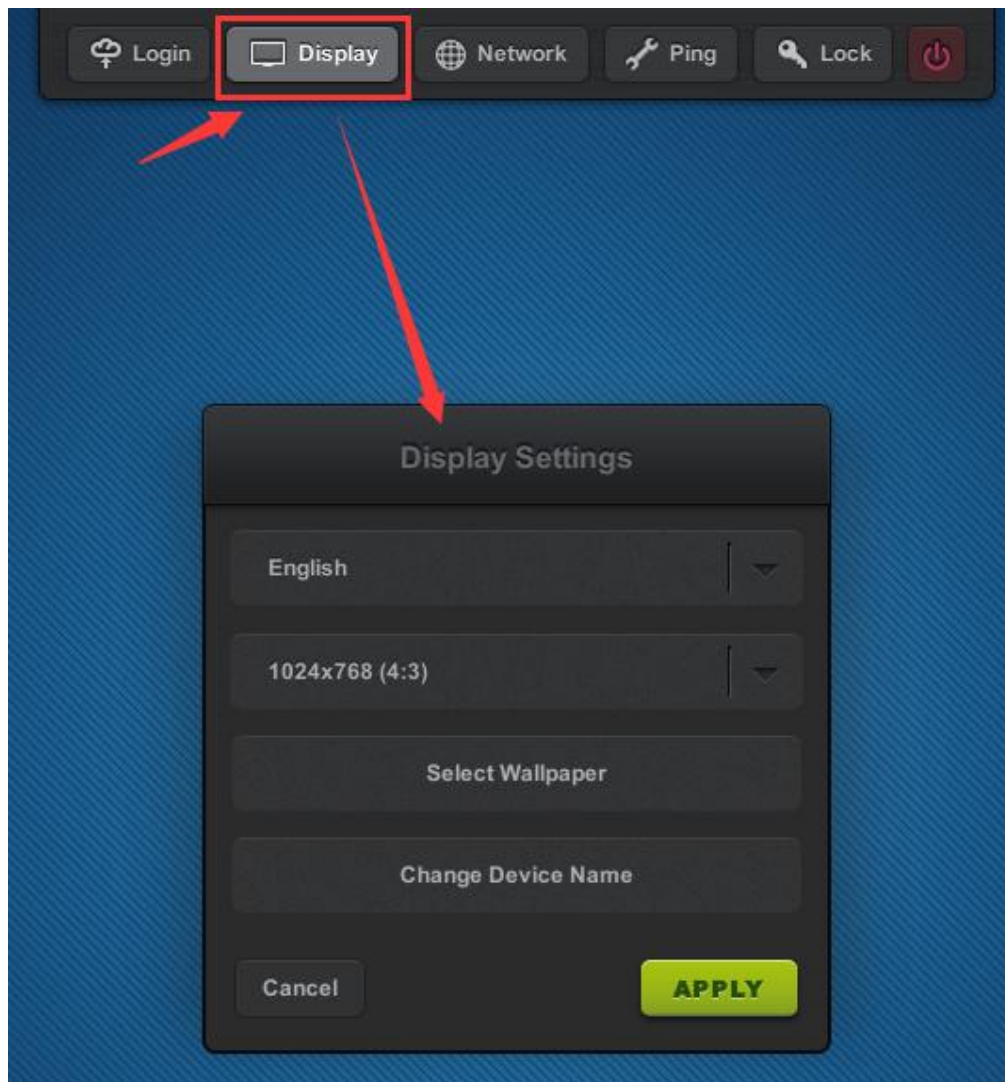 Login Display Network Ping Lock
Display Settings
English
1024x768 (4:3)
Select Wallpaper
Change Device Name
Cancel APPLY